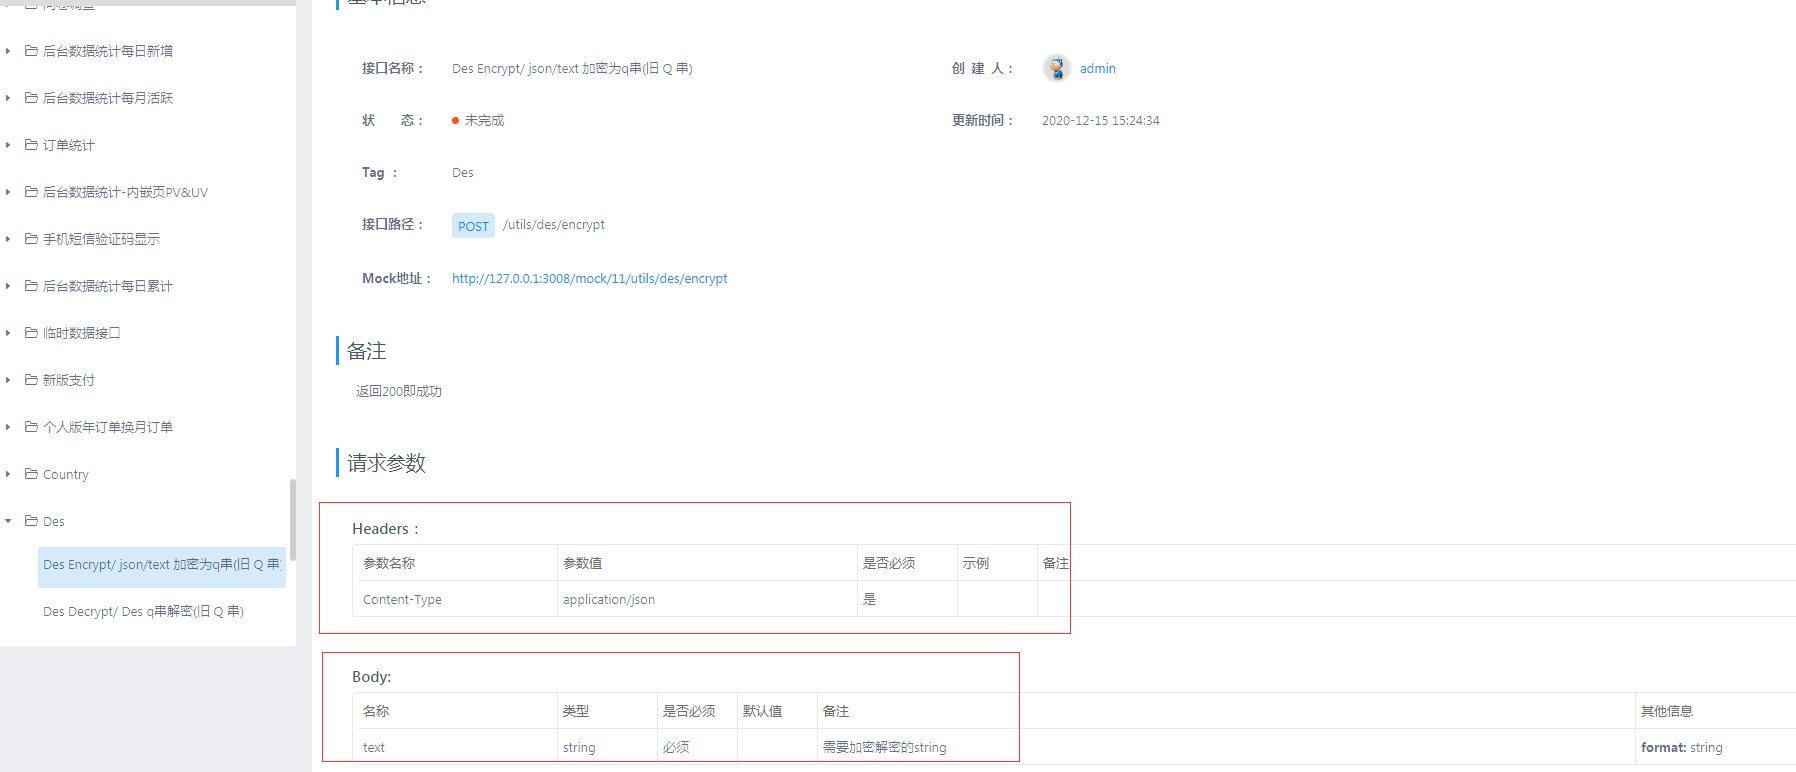 后台数据统计每日新增
后台数据统计每月活跃
订单统计
后台数据统计-内嵌页PV&UV
手机短信验证码显示
后台数据统计每日累计
临时数据接口
新版支付
个人版年订单换月订单
Country
Des
Des Encrypt/ json/text 加密为q串(旧 Q 串)
Des Decrypt/ Des q串解密(旧 Q 串)
基本信息
接口名称： Des Encrypt/ json/text 加密为q串(旧 Q 串) 创 建 人： admin
状 态： 未完成 更新时间： 2020-12-15 15:24:34
Tag ： Des
接口路径： POST /utils/des/encrypt
Mock地址： http://127.0.0.1:3008/mock/11/utils/des/encrypt
备注
返回200即成功
请求参数
Headers：
参数名称 参数值 是否必须 示例 备注
Content-Type application/json 是
Body:
名称 类型 是否必须 默认值 备注 其他信息
text string 必须 需要加密解密的string format: string